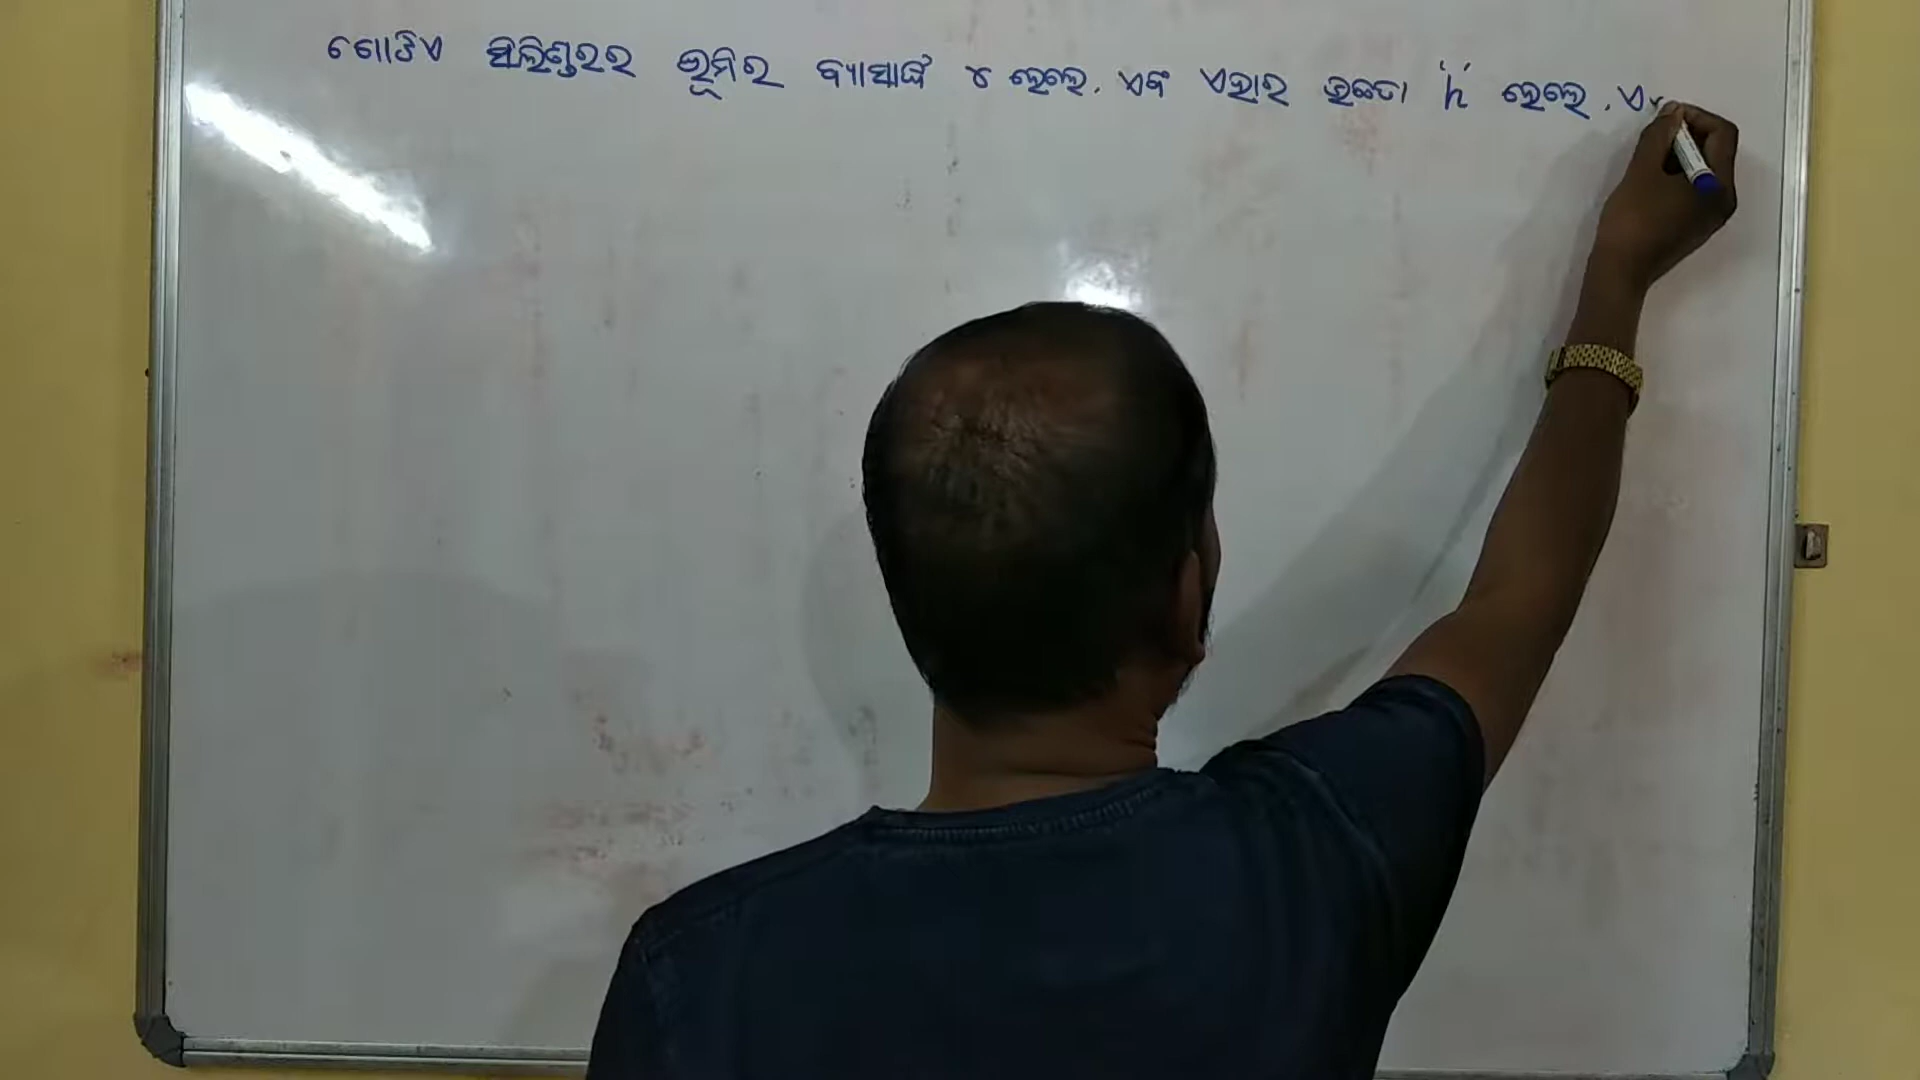 ଗୋଟିଏ ସିଲିଣ୍ଡରର ଭୂମିର ବ୍ୟାସାର୍ଦ୍ଧ r ହେଲେ, ଏବଂ ଏହାର ଉଚ୍ଚତା 'h' ହେଲେ, ଏ